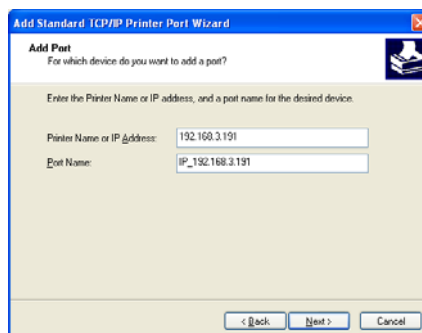 Add Standard TCP/IP Printer Port Wizard
Add Port
For which device do you want to add a port?
Enter the Printer Name or IP address, and a port name for the desired device.
Printer Name or IP Address: 192.168.3.191
Port Name: IP_192.168.3.191
< Back Next > Cancel